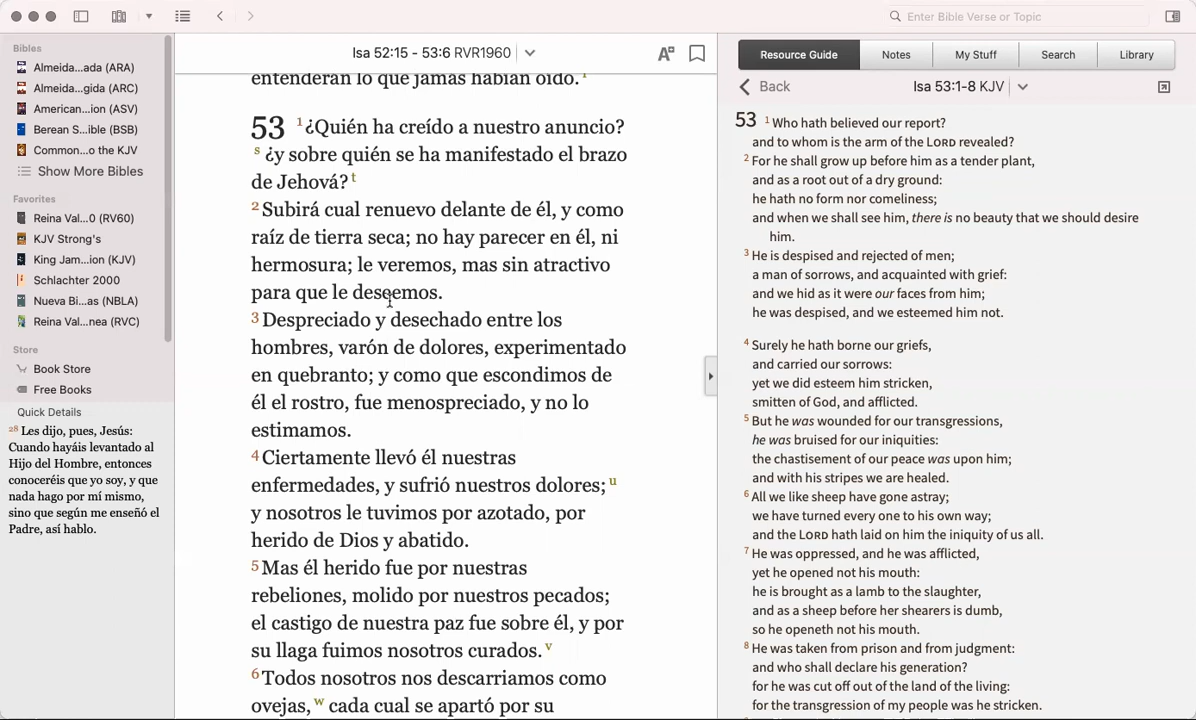 Enter Bible Verse or Topic
Bibles
Almeida...ada (ARA)
Almeida...gida (ARC)
American...ion (ASV)
Berean S...ible (BSB)
Common...o the KJV
Show More Bibles
Favorites
Reina Val...0 (RV60)
KJV Strong's
King Jam...ion (KJV)
Schlachter 2000
Nueva Bi...as (NBLA)
Reina Val...nea (RVC)
Store
Book Store
Free Books
Quick Details
28 Les dijo, pues, Jesús:
Cuando hayáis levantado al
Hijo del Hombre, entonces
conoceréis que yo soy, y que
nada hago por mí mismo,
sino que según me enseñó el
Padre, así hablo.
Isa 52:15 - 53:6 RVR1960
A
entenderán lo que jamás habían oído. r
53 1 ¿Quién ha creído a nuestro anuncio?
s ¿y sobre quién se ha manifestado el brazo
de Jehová? t
2 Subirá cual renuevo delante de él, y como
raíz de tierra seca; no hay parecer en él, ni
hermosura; le veremos, mas sin atractivo
para que le deseemos.
3 Despreciado y desechado entre los
hombres, varón de dolores, experimentado
en quebranto; y como que escondimos de
él el rostro, fue menospreciado, y no lo
estimamos.
4 Ciertamente llevó él nuestras
enfermedades, y sufrió nuestros dolores; u
y nosotros le tuvimos por azotado, por
herido de Dios y abatido.
5 Mas él herido fue por nuestras
rebeliones, molido por nuestros pecados;
el castigo de nuestra paz fue sobre él, y por
su llaga fuimos nosotros curados. v
6 Todos nosotros nos descarriamos como
ovejas, w cada cual se apartó por su
Resource Guide
Notes
My Stuff
Search
Library
Back
Isa 53:1-8 KJV
53 1 Who hath believed our report?
and to whom is the arm of the LORD revealed?
2 For he shall grow up before him as a tender plant,
and as a root out of a dry ground:
he hath no form nor comeliness;
and when we shall see him, there is no beauty that we should desire
him.
3 He is despised and rejected of men;
a man of sorrows, and acquainted with grief:
and we hid as it were our faces from him;
he was despised, and we esteemed him not.
4 Surely he hath borne our griefs,
and carried our sorrows:
yet we did esteem him stricken,
smitten of God, and afflicted.
5 But he was wounded for our transgressions,
he was bruised for our iniquities:
the chastisement of our peace was upon him;
and with his stripes we are healed.
6 All we like sheep have gone astray;
we have turned every one to his own way;
and the LORD hath laid on him the iniquity of us all.
7 He was oppressed, and he was afflicted,
yet he opened not his mouth:
he is brought as a lamb to the slaughter,
and as a sheep before her shearers is dumb,
so he openeth not his mouth.
8 He was taken from prison and from judgment:
and who shall declare his generation?
for he was cut off out of the land of the living:
for the transgression of my people was he stricken.